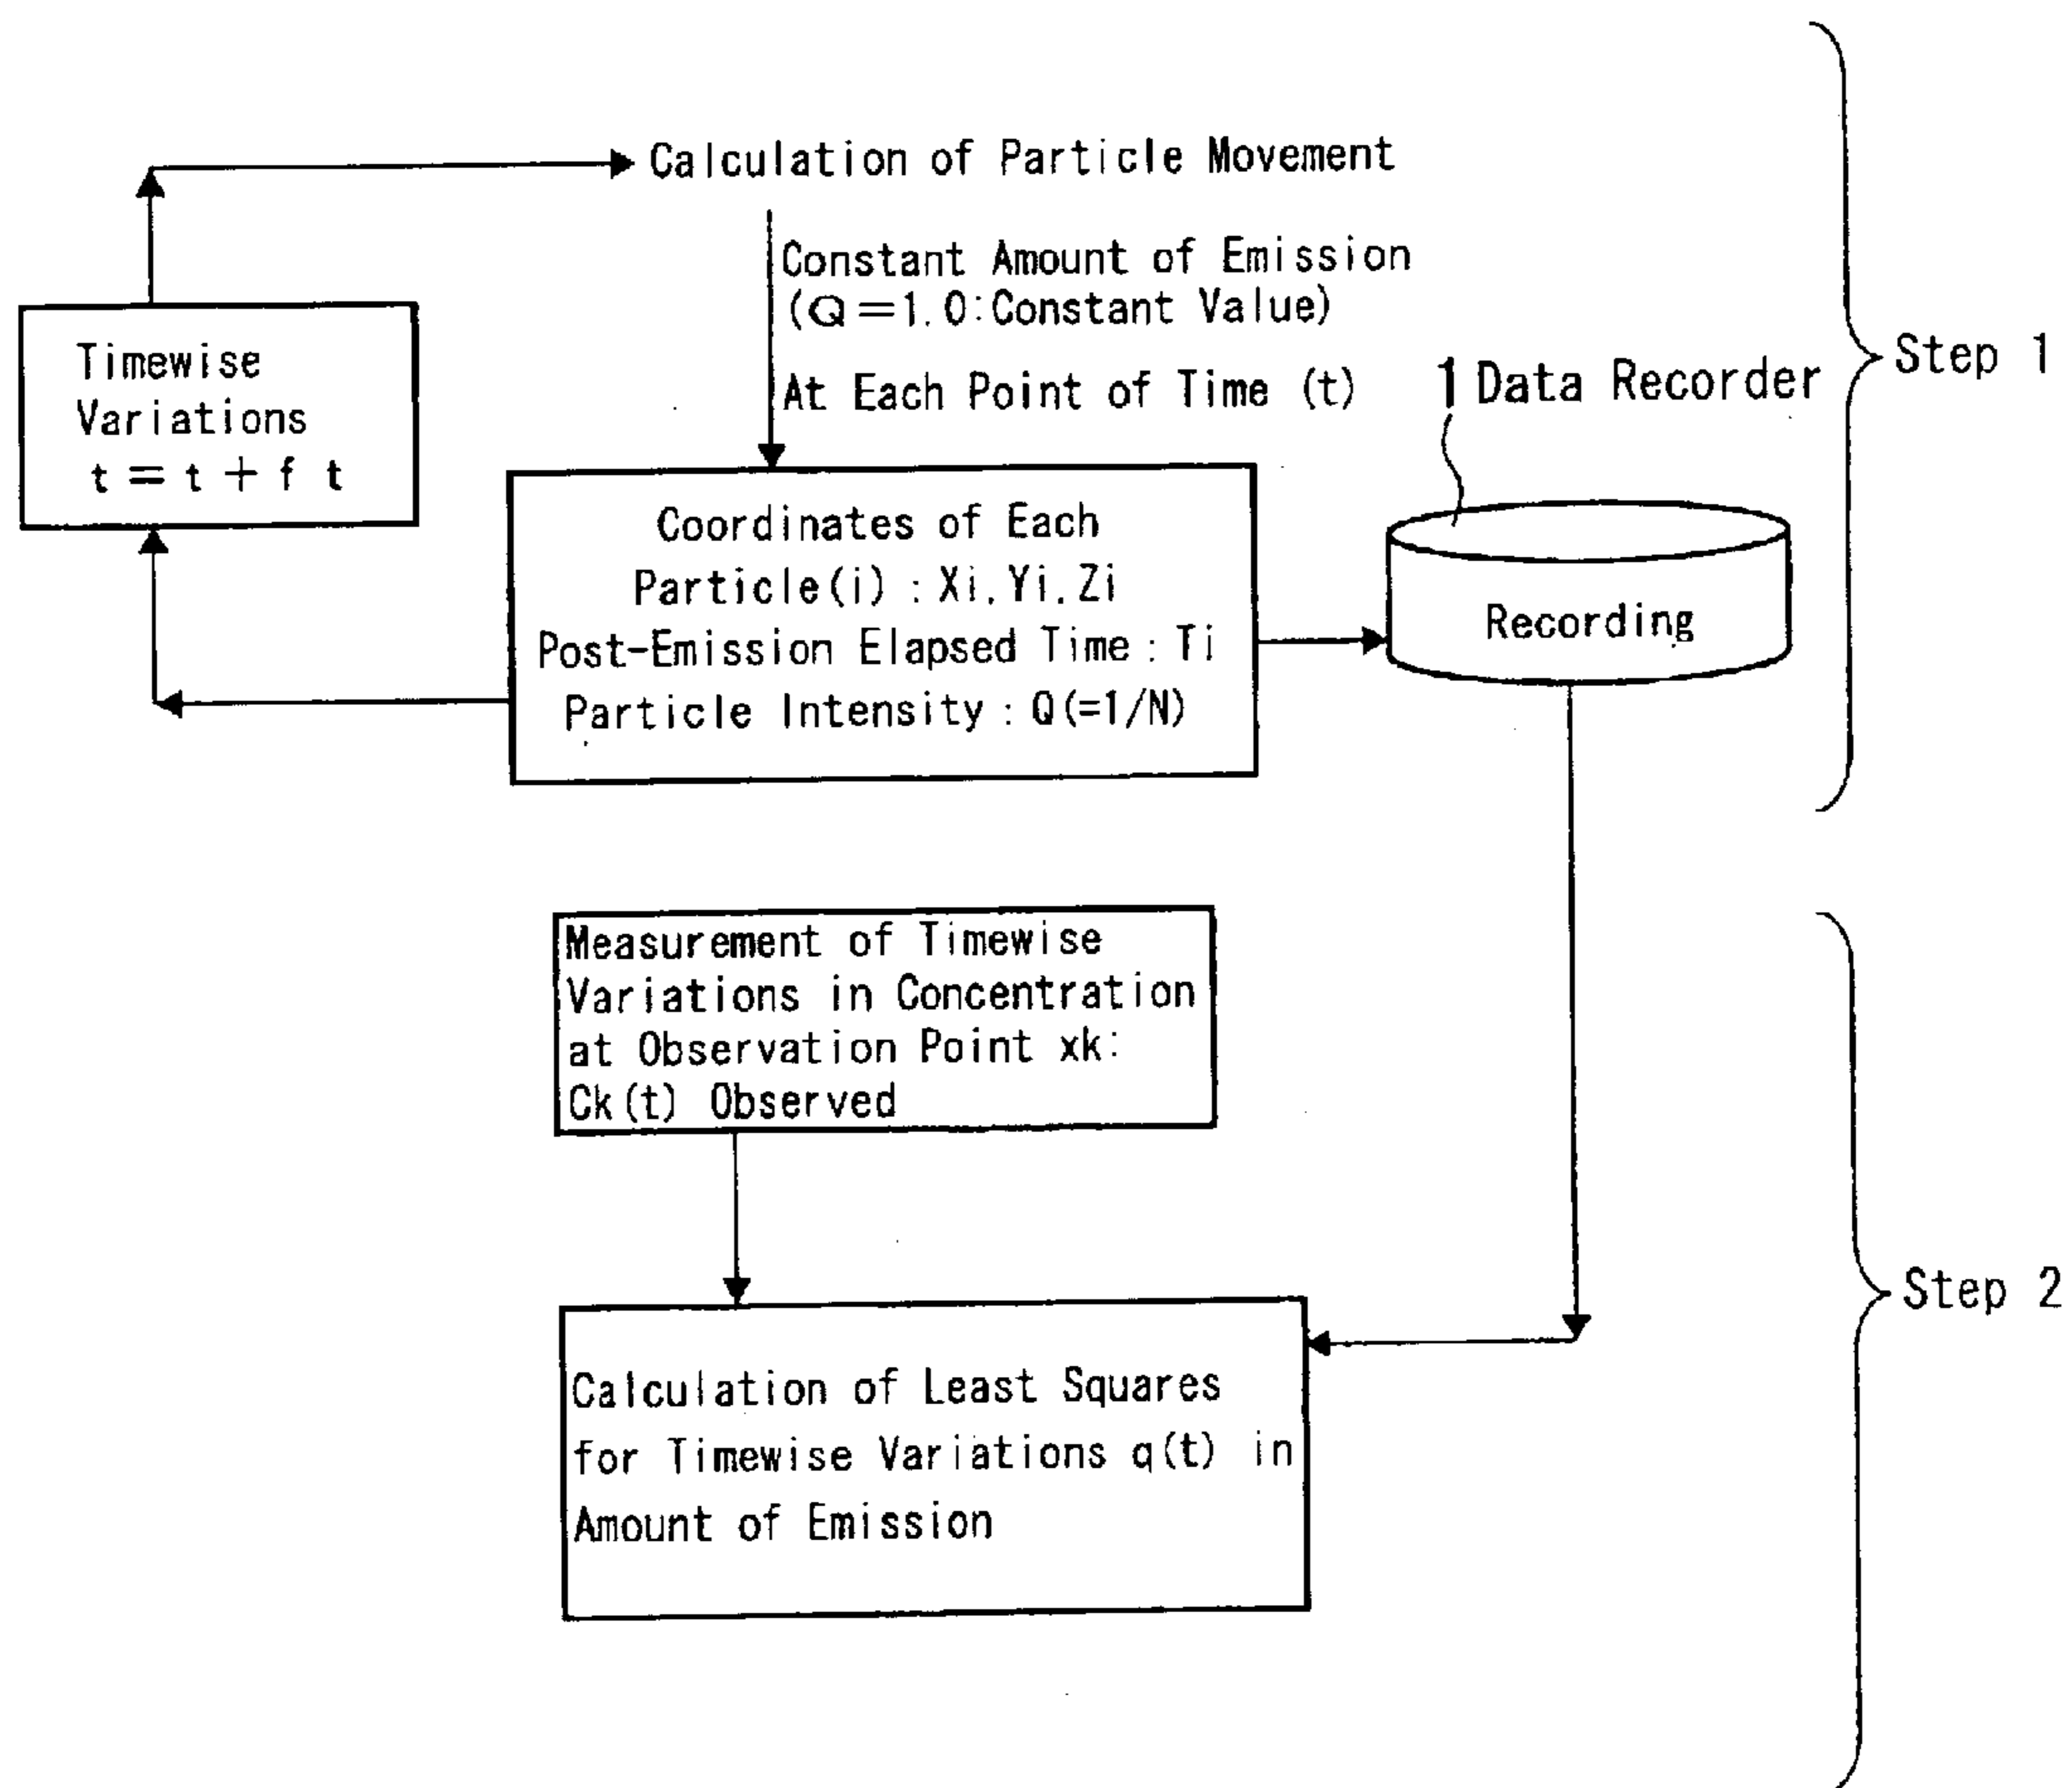 Calculation of Particle Movement
Constant Amount of Emission
(Q=1.0:Constant Value)
At Each Point of Time (t)
Timewise
Variations
t = t + f t
1 Data Recorder
Step 1
Coordinates of Each
Particle(i) : Xi. Yi. Zi
Post-Emission Elapsed Time : Ti
Particle Intensity : Q(=1/N)
Recording
Measurement of Timewise
Variations in Concentration
at Observation Point xk:
Ck(t) Observed
Step 2
Calculation of Least Squares
for Timewise Variations q(t) in
Amount of Emission